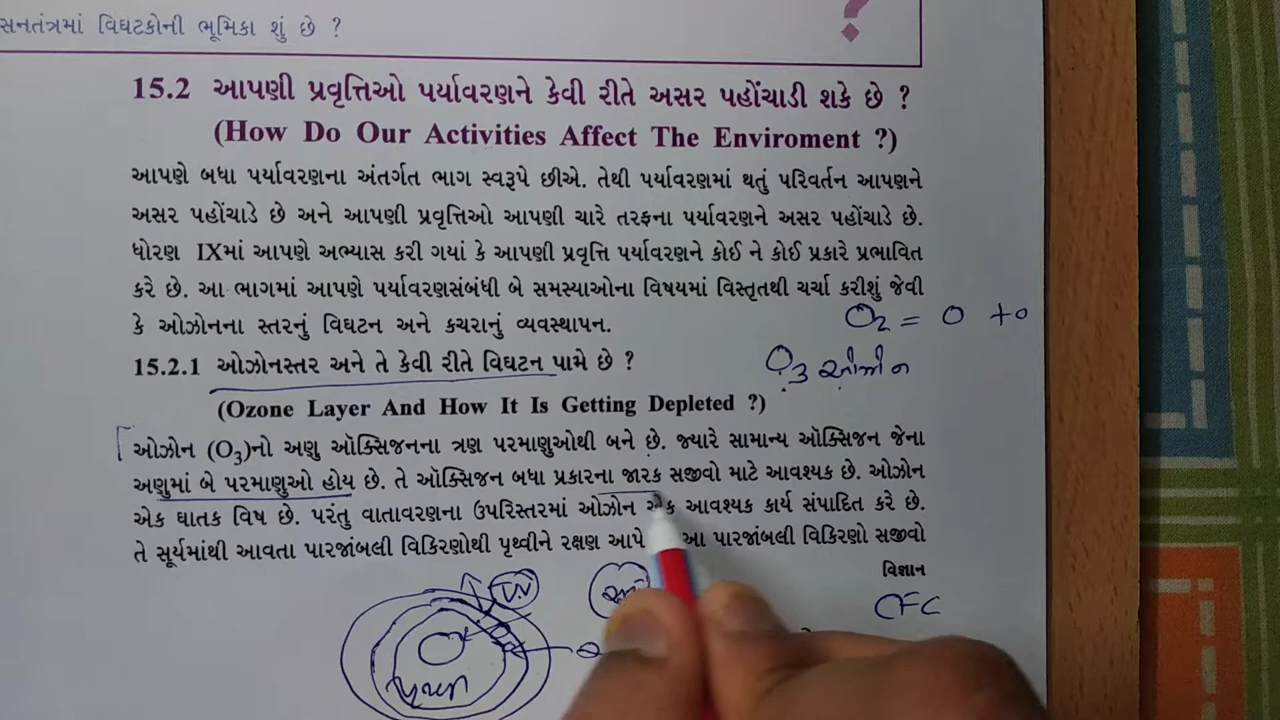 સનતંત્રમાં વિઘટકોની ભૂમિકા શું છે ?
?
15.2 આપણી પ્રવૃત્તિઓ પર્યાવરણને કેવી રીતે અસર પહોંચાડી શકે છે ?
(How Do Our Activities Affect The Enviroment ?)
આપણે બધા પર્યાવરણના અંતર્ગત ભાગ સ્વરૂપે છીએ. તેથી પર્યાવરણમાં થતું પરિવર્તન આપણને
અસર પહોંચાડે છે અને આપણી પ્રવૃત્તિઓ આપણી ચારે તરફના પર્યાવરણને અસર પહોંચાડે છે.
ધોરણ IXમાં આપણે અભ્યાસ કરી ગયાં કે આપણી પ્રવૃત્તિ પર્યાવરણને કોઈ ને કોઈ પ્રકારે પ્રભાવિત
કરે છે. આ ભાગમાં આપણે પર્યાવરણસંબંધી બે સમસ્યાઓના વિષયમાં વિસ્તૃતથી ચર્ચા કરીશું જેવી
કે ઓઝોનના સ્તરનું વિઘટન અને કચરાનું વ્યવસ્થાપન.
O2 = O + O
15.2.1 ઓઝોનસ્તર અને તે કેવી રીતે વિઘટન પામે છે ?
O3 ઓઝોન
(Ozone Layer And How It Is Getting Depleted ?)
ઓઝોન (O3)નો અણુ ઑક્સિજનના ત્રણ પરમાણુઓથી બને છે. જ્યારે સામાન્ય ઑક્સિજન જેના
અણુમાં બે પરમાણુઓ હોય છે. તે ઑક્સિજન બધા પ્રકારના જારક સજીવો માટે આવશ્યક છે. ઓઝોન
એક ઘાતક વિષ છે. પરંતુ વાતાવરણના ઉપરિસ્તરમાં ઓઝોન એક આવશ્યક કાર્ય સંપાદિત કરે છે.
તે સૂર્યમાંથી આવતા પારજાંબલી વિકિરણોથી પૃથ્વીને રક્ષણ આપે આ પારજાંબલી વિકિરણો સજીવો
વિજ્ઞાન
UV
CFC
પૃથ્વી